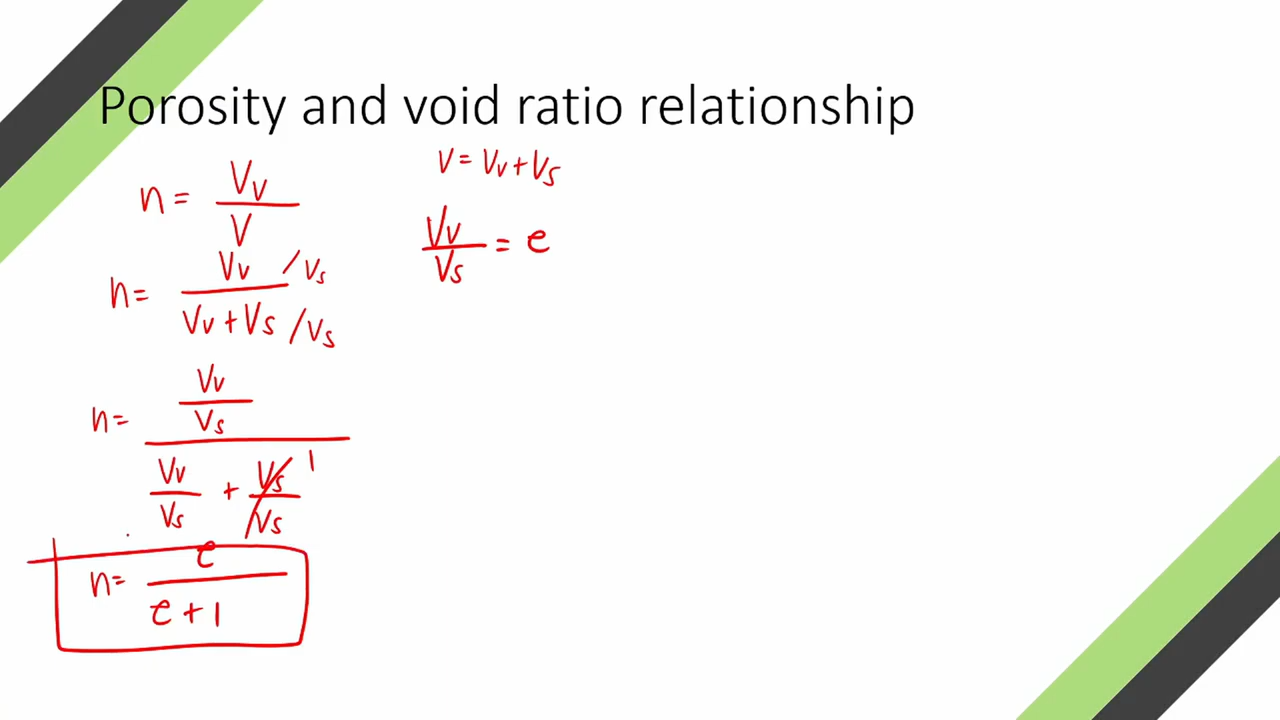 Porosity and void ratio relationship
n = Vv / V
n = Vv /Vs / Vv + Vs /Vs
n = Vv / Vs / Vv / Vs + Vs / Vs 1
n = e / e + 1
V = Vv + Vs
Vv / Vs = e